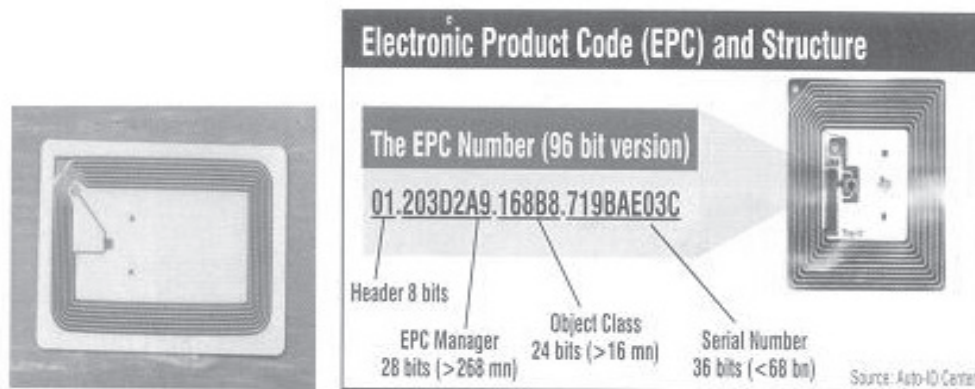 Electronic Product Code (EPC) and Structure
The EPC Number (96 bit version)
01.203D2A9.168B8.719BAE03C
Header 8 bits
EPC Manager
28 bits (>268 mn)
Object Class
24 bits (>16 mn)
Serial Number
36 bits (<68 bn)
Source: Auto-ID Center